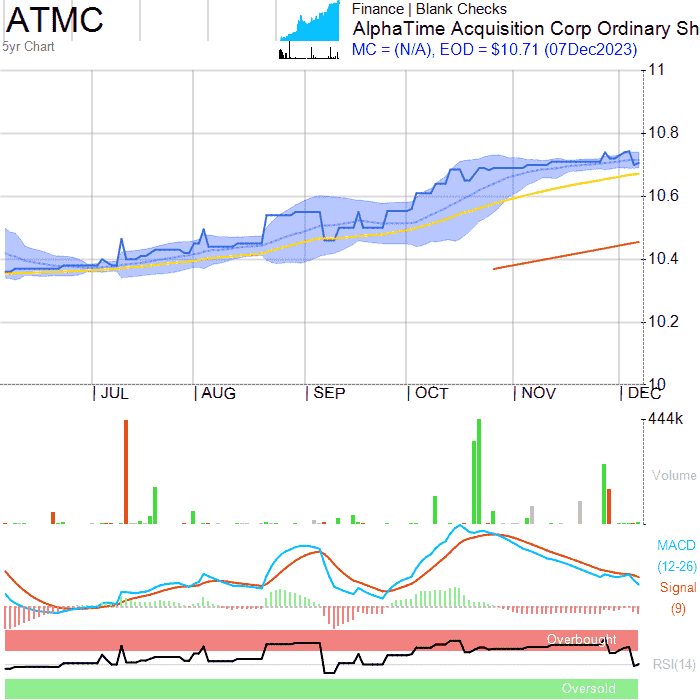 ATMC
5yr Chart
Finance | Blank Checks
AlphaTime Acquisition Corp Ordinary Sh
MC = (N/A), EOD = $10.71 (07Dec2023)
11
10.8
10.6
10.4
10.2
10
JUL AUG SEP OCT NOV DEC
444k
Volume
MACD
(12-26)
Signal
(9)
Overbought
RSI(14)
Oversold